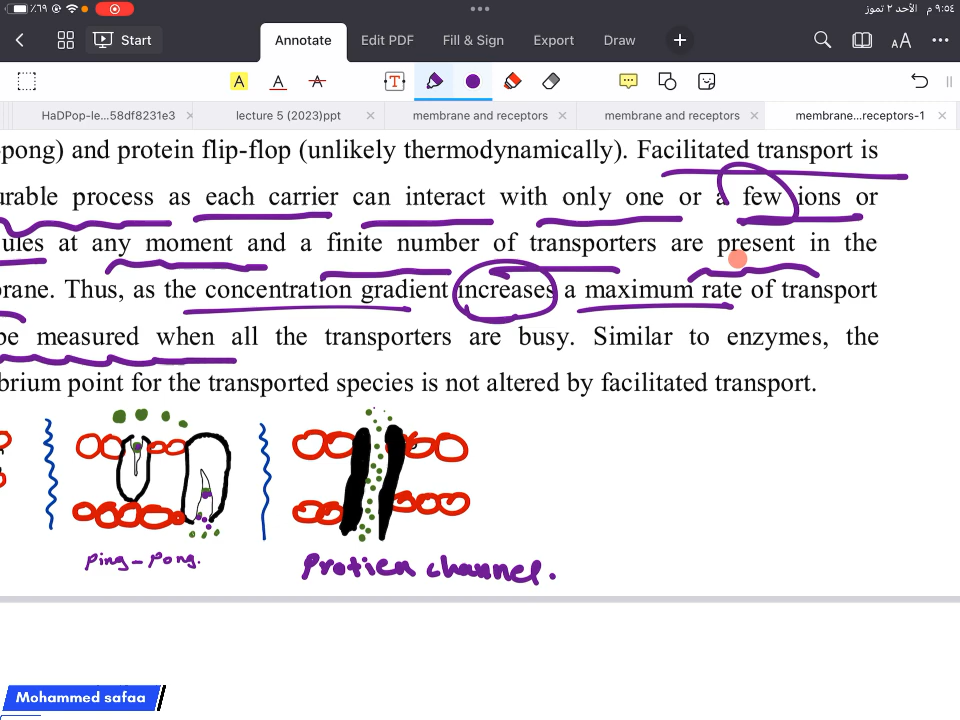 ٪٦٩ ٩:٥٤ م الأحد ٢ تموز
Start Annotate Edit PDF Fill & Sign Export Draw
A A A T AA
HaDPop-le...58df8231e3 × lecture 5 (2023)ppt × membrane and receptors × membrane and receptors × membrane...receptors-1 ×
-pong) and protein flip-flop (unlikely thermodynamically). Facilitated transport is
urable process as each carrier can interact with only one or a few ions or
ules at any moment and a finite number of transporters are present in the
brane. Thus, as the concentration gradient increases a maximum rate of transport
be measured when all the transporters are busy. Similar to enzymes, the
brium point for the transported species is not altered by facilitated transport.
Ping-Pong.
Protien channel.
Mohammed safaa